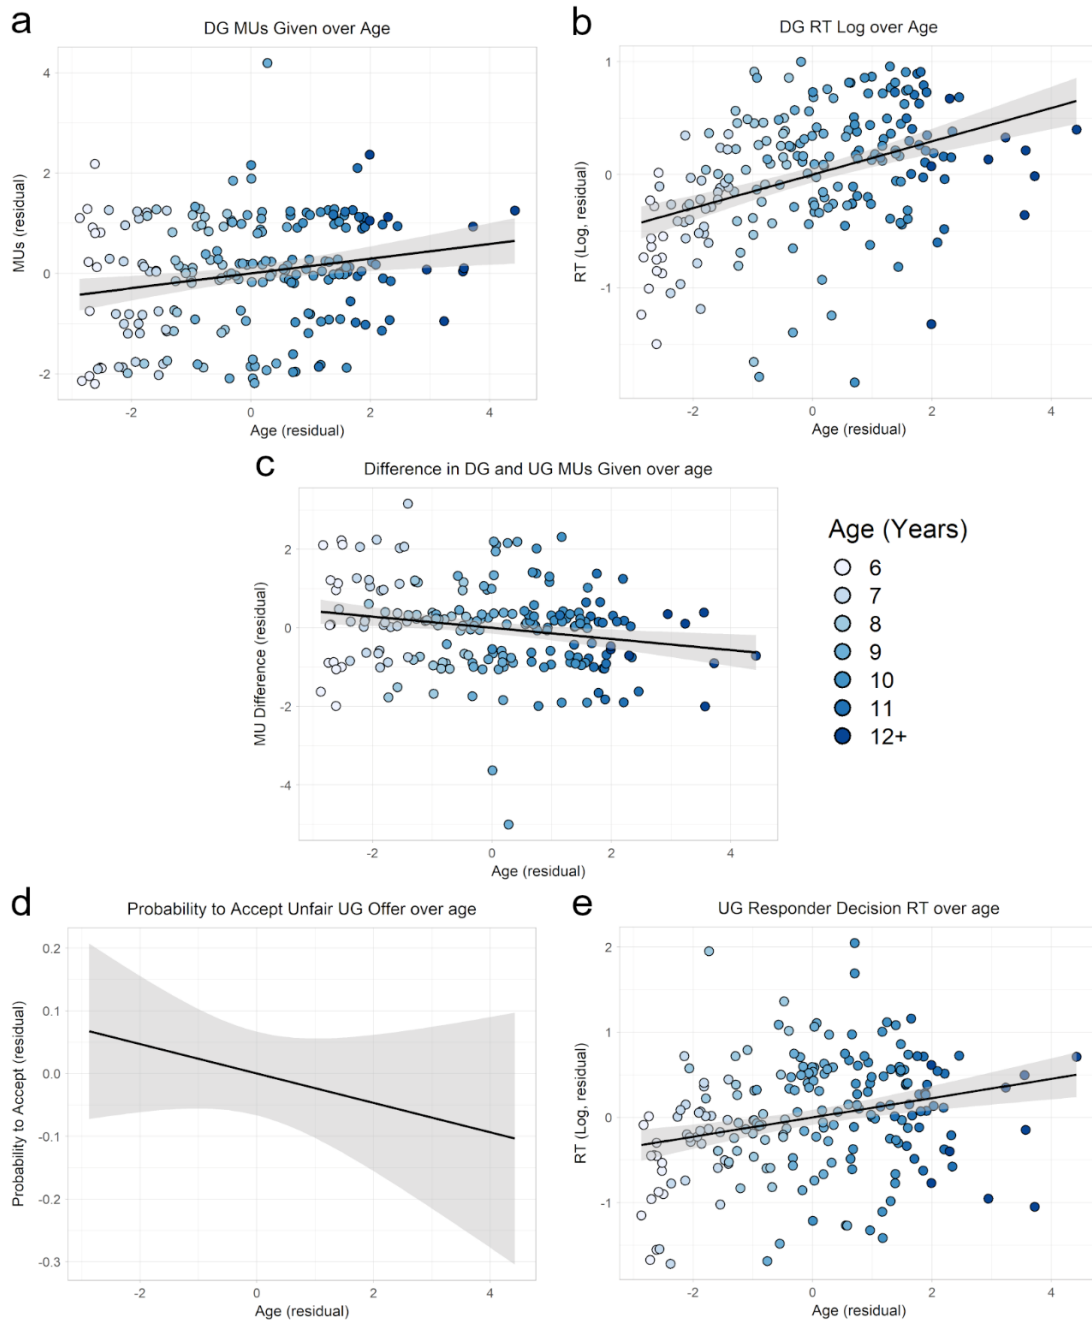 a
DG MUs Given over Age
MUs (residual)
4
2
0
-2
-2
0
2
4
Age (residual)
b
DG RT Log over Age
RT (Log, residual)
1
0
-1
-2
0
2
4
Age (residual)
c
Difference in DG and UG MUs Given over age
MU Difference (residual)
2
0
-2
-4
-2
0
2
4
Age (residual)
Age (Years)
6
7
8
9
10
11
12+
d
Probability to Accept Unfair UG Offer over age
Probability to Accept (residual)
0.2
0.1
0.0
-0.1
-0.2
-0.3
-2
0
2
4
Age (residual)
e
UG Responder Decision RT over age
RT (Log, residual)
2
1
0
-1
-2
0
2
4
Age (residual)